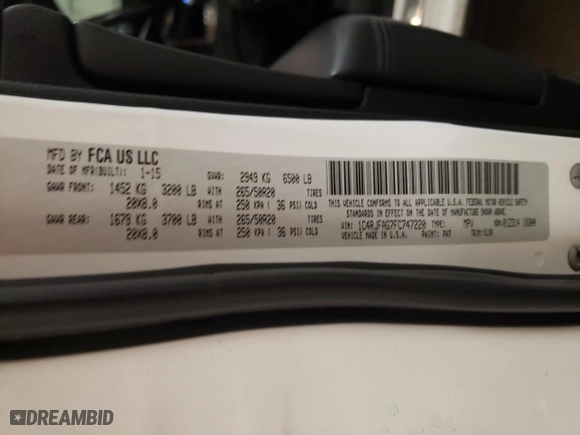 MFD BY FCA US LLC
DATE OF MFR(BUILT): 1-15 GVWR: 2949 KG 6500 LB
GAWR FRONT: 1452 KG 3200 LB WITH 265/50R20 TIRES
20X8.0 RIMS AT 250 KPA ( 36 PSI) COLD
GAWR REAR: 1679 KG 3700 LB WITH 265/50R20 TIRES
20X8.0 RIMS AT 250 KPA ( 36 PSI) COLD
THIS VEHICLE CONFORMS TO ALL APPLICABLE U.S.A. FEDERAL MOTOR VEHICLE SAFETY
STANDARDS IN EFFECT ON THE DATE OF MANUFACTURE SHOWN ABOVE.
VIN: 1C4RJFAG7FC747220 TYPE: MPV MDH:
VEHICLE MADE IN U.S.A. PAINT: PW7 TRIM:
DREAMBID